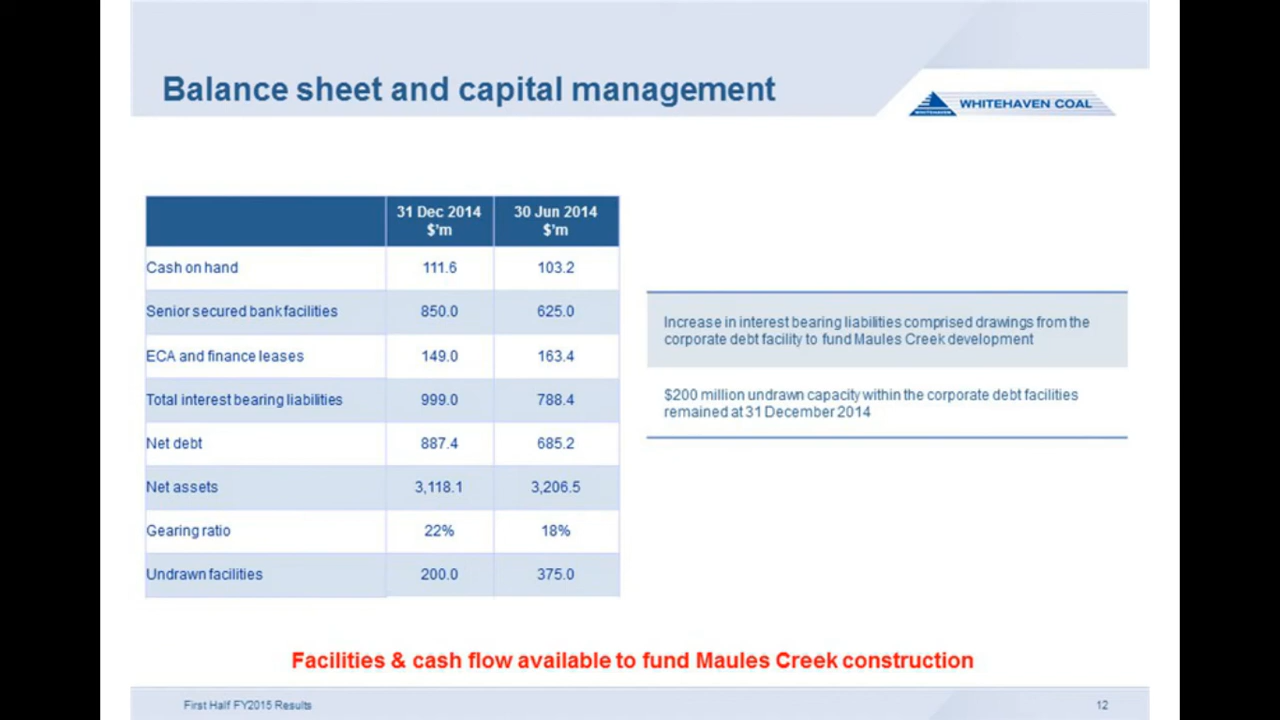 Balance sheet and capital management
WHITEHAVEN
WHITEHAVEN COAL
31 Dec 2014 30 Jun 2014
$'m $'m
Cash on hand 111.6 103.2
Senior secured bank facilities 850.0 625.0
ECA and finance leases 149.0 163.4
Total interest bearing liabilities 999.0 788.4
Net debt 887.4 685.2
Net assets 3,118.1 3,206.5
Gearing ratio 22% 18%
Undrawn facilities 200.0 375.0
Increase in interest bearing liabilities comprised drawings from the
corporate debt facility to fund Maules Creek development
$200 million undrawn capacity within the corporate debt facilities
remained at 31 December 2014
Facilities & cash flow available to fund Maules Creek construction
First Half FY2015 Results 12